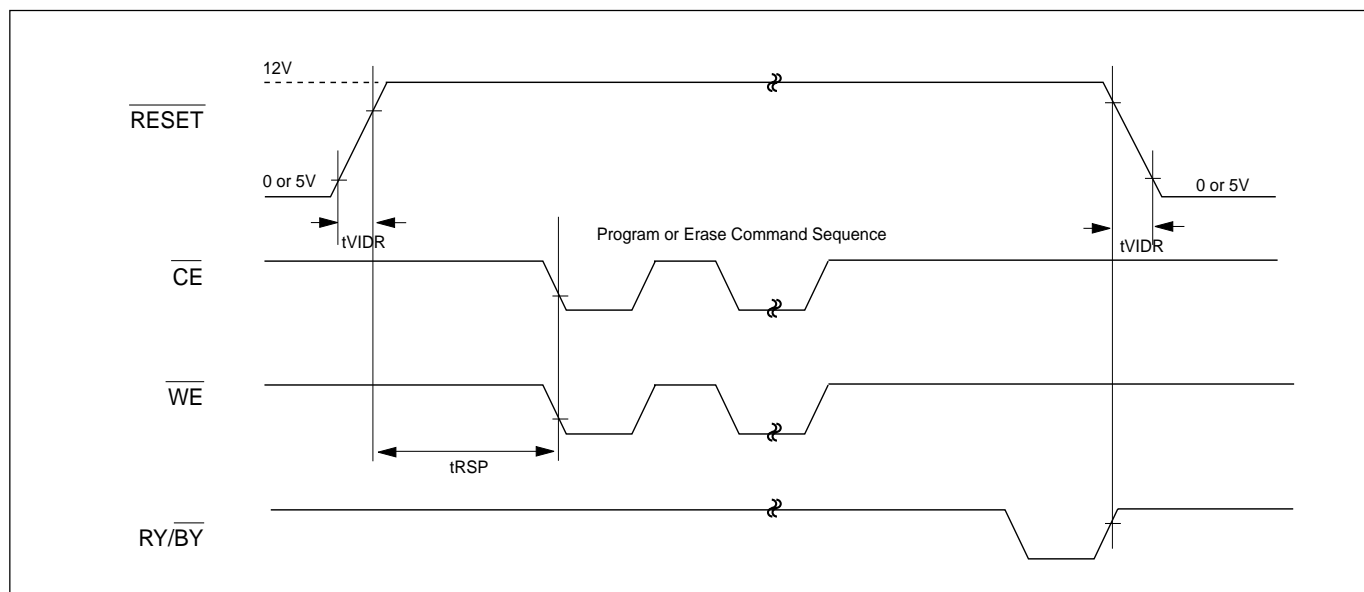 12V
RESET
0 or 5V
0 or 5V
tVIDR
Program or Erase Command Sequence
tVIDR
CE
WE
tRSP
RY/BY